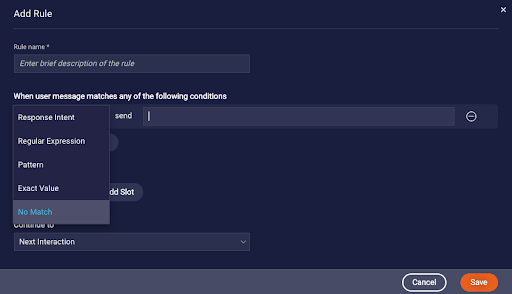 Add Rule
×
Rule name *
Enter brief description of the rule
When user message matches any of the following conditions
Response Intent
send
Regular Expression
Pattern
Exact Value
dd Slot
No Match
Continue to
Next Interaction
Cancel
Save